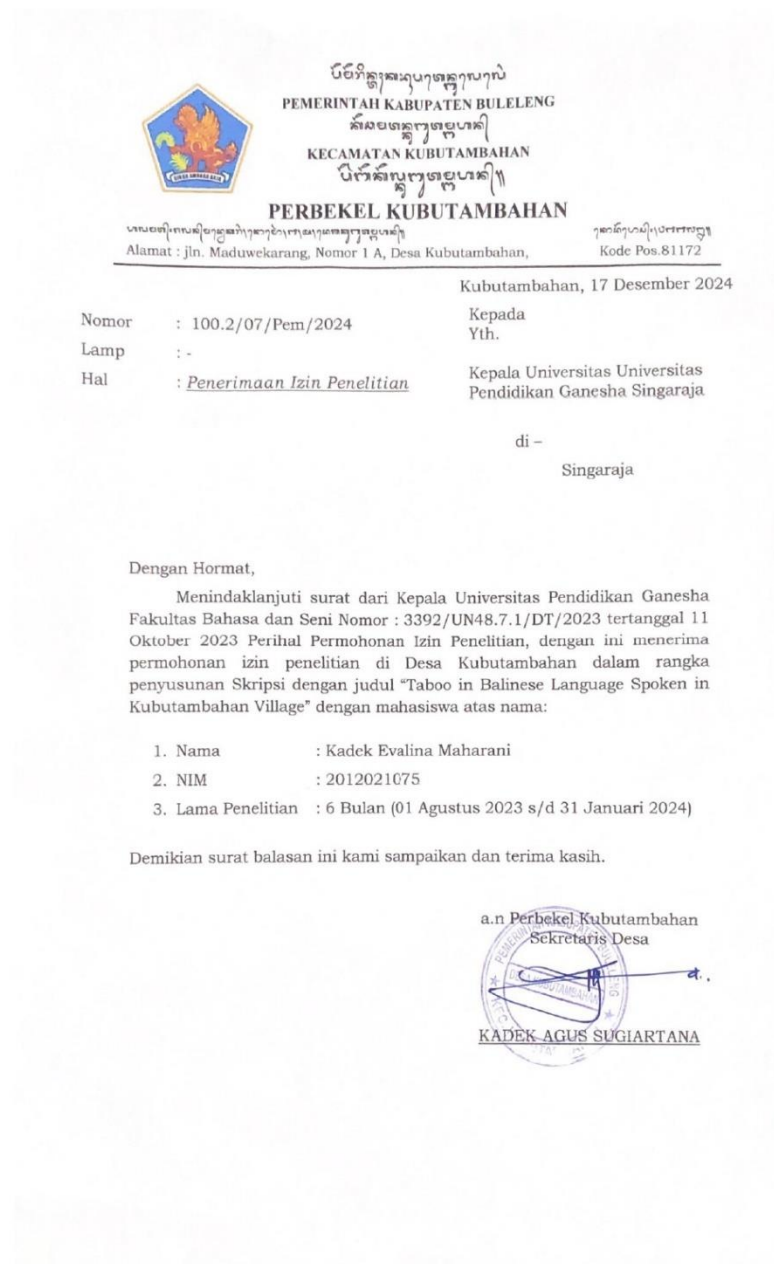 PEMERINTAH KABUPATEN BULELENG
KECAMATAN KUBUTAMBAHAN
PERBEKEL KUBUTAMBAHAN
Alamat : jln. Maduwekarang, Nomor 1 A, Desa Kubutambahan, Kode Pos.81172
Kubutambahan, 17 Desember 2024
Nomor : 100.2/07/Pem/2024
Lamp : -
Hal : Penerimaan Izin Penelitian
Kepada
Yth.
Kepala Universitas Universitas
Pendidikan Ganesha Singaraja
di –
Singaraja
Dengan Hormat,
Menindaklanjuti surat dari Kepala Universitas Pendidikan Ganesha
Fakultas Bahasa dan Seni Nomor : 3392/UN48.7.1/DT/2023 tertanggal 11
Oktober 2023 Perihal Permohonan Izin Penelitian, dengan ini menerima
permohonan izin penelitian di Desa Kubutambahan dalam rangka
penyusunan Skripsi dengan judul “Taboo in Balinese Language Spoken in
Kubutambahan Village” dengan mahasiswa atas nama:
1. Nama : Kadek Evalina Maharani
2. NIM : 2012021075
3. Lama Penelitian : 6 Bulan (01 Agustus 2023 s/d 31 Januari 2024)
Demikian surat balasan ini kami sampaikan dan terima kasih.
a.n Perbekel Kubutambahan
Sekretaris Desa
PEMERINTAH KABUPATEN BULELENG
DESA KUBUTAMBAHAN
KADEK AGUS SUGIARTANA